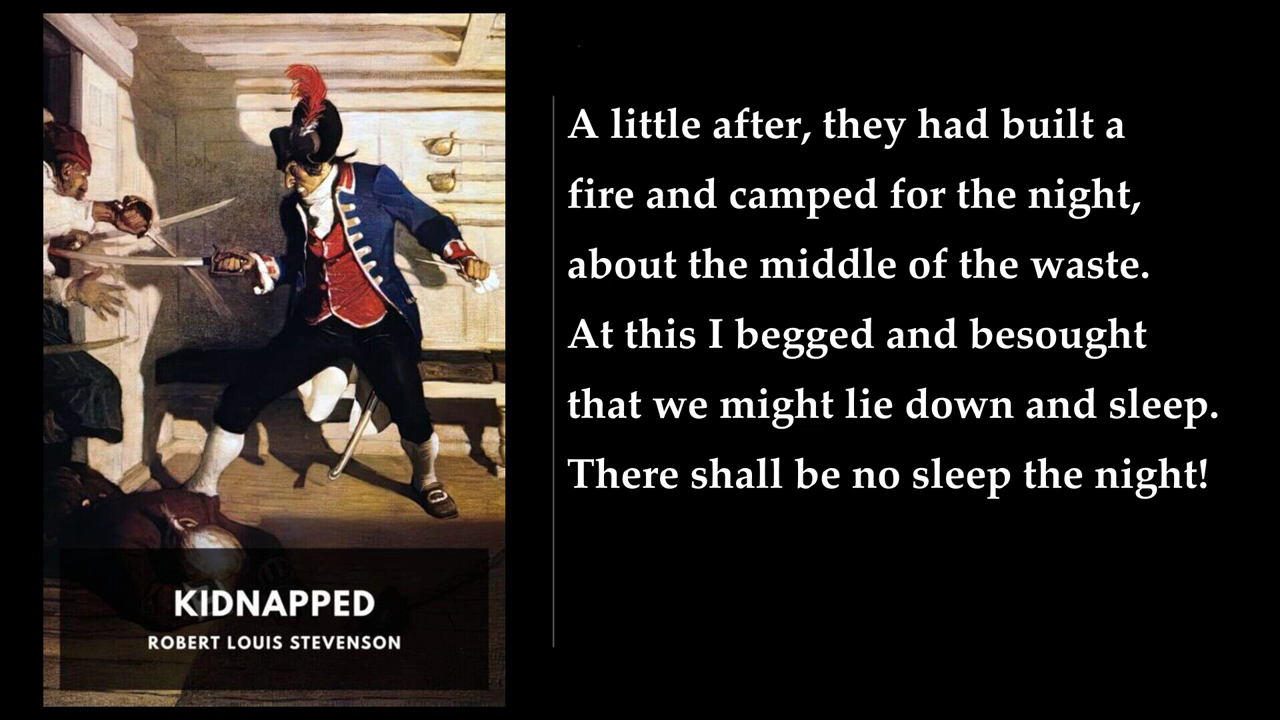 KIDNAPPED
ROBERT LOUIS STEVENSON
A little after, they had built a
fire and camped for the night,
about the middle of the waste.
At this I begged and besought
that we might lie down and sleep.
There shall be no sleep the night!